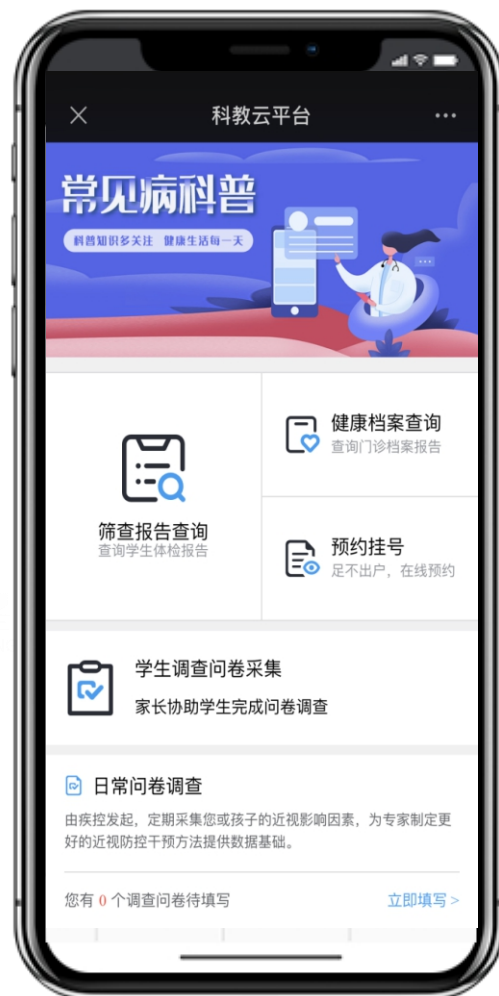 科教云平台
常见病科普
科普知识多关注 健康生活每一天
筛查报告查询
查询学生体检报告
健康档案查询
查询门诊档案报告
预约挂号
足不出户，在线预约
学生调查问卷采集
家长协助学生完成问卷调查
日常问卷调查
由疾控发起，定期采集您或孩子的近视影响因素，为专家制定更
好的近视防控干预方法提供数据基础。
您有 0 个调查问卷待填写
立即填写 >